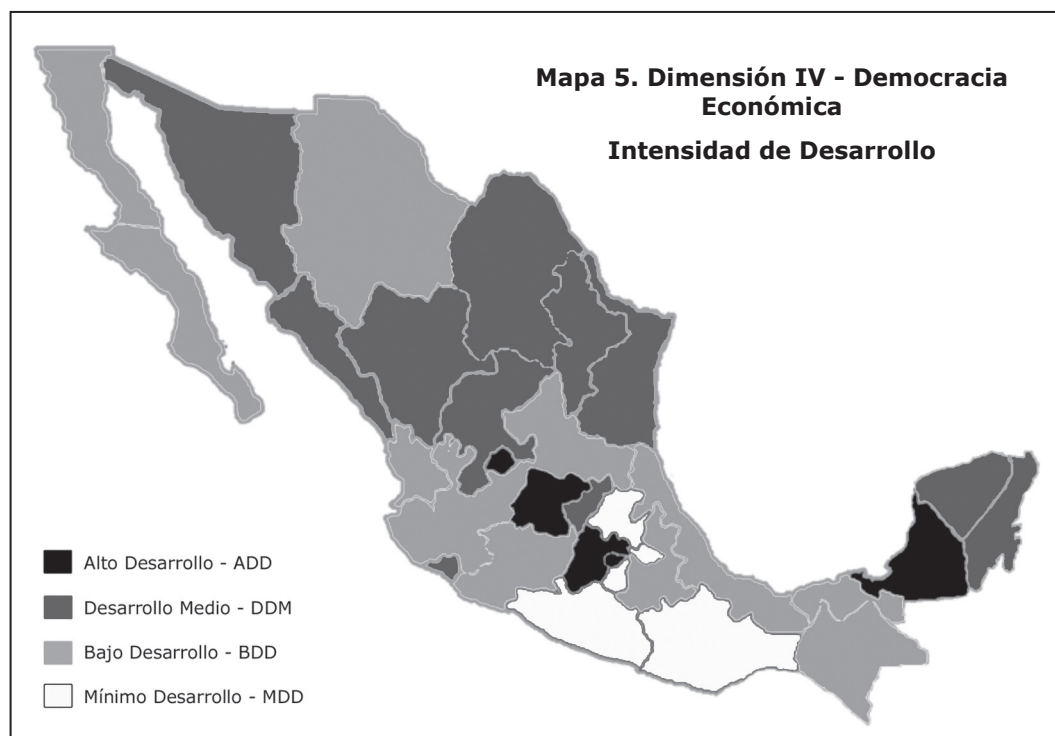 Mapa 5. Dimensión IV - Democracia
Económica
Intensidad de Desarrollo
Alto Desarrollo - ADD
Desarrollo Medio - DDM
Bajo Desarrollo - BDD
Mínimo Desarrollo - MDD